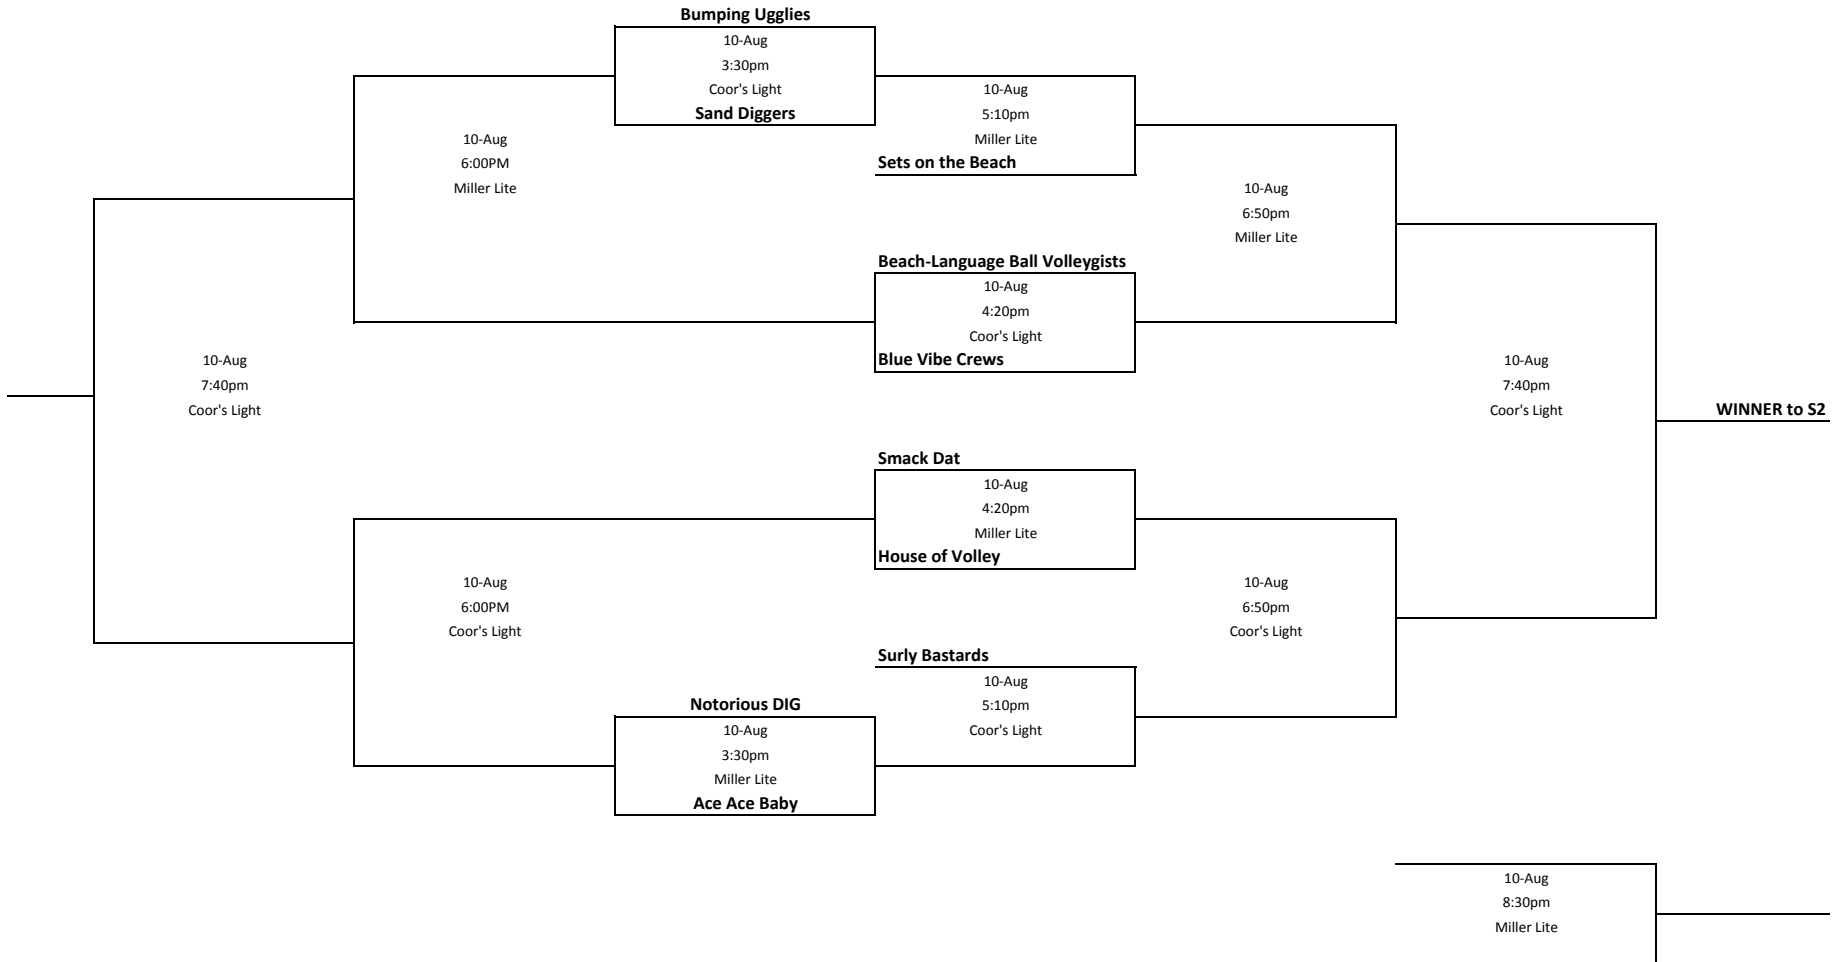 Bumping Ugglies
10-Aug
3:30pm
Coor's Light
Sand Diggers
10-Aug
5:10pm
Miller Lite
Sets on the Beach
10-Aug
6:00PM
Miller Lite
10-Aug
6:50pm
Miller Lite
Beach-Language Ball Volleygists
10-Aug
4:20pm
Coor's Light
Blue Vibe Crews
10-Aug
7:40pm
Coor's Light
10-Aug
7:40pm
Coor's Light
WINNER to S2
Smack Dat
10-Aug
4:20pm
Miller Lite
House of Volley
10-Aug
6:00PM
Coor's Light
10-Aug
6:50pm
Coor's Light
Surly Bastards
10-Aug
5:10pm
Coor's Light
Notorious DIG
10-Aug
3:30pm
Miller Lite
Ace Ace Baby
10-Aug
8:30pm
Miller Lite